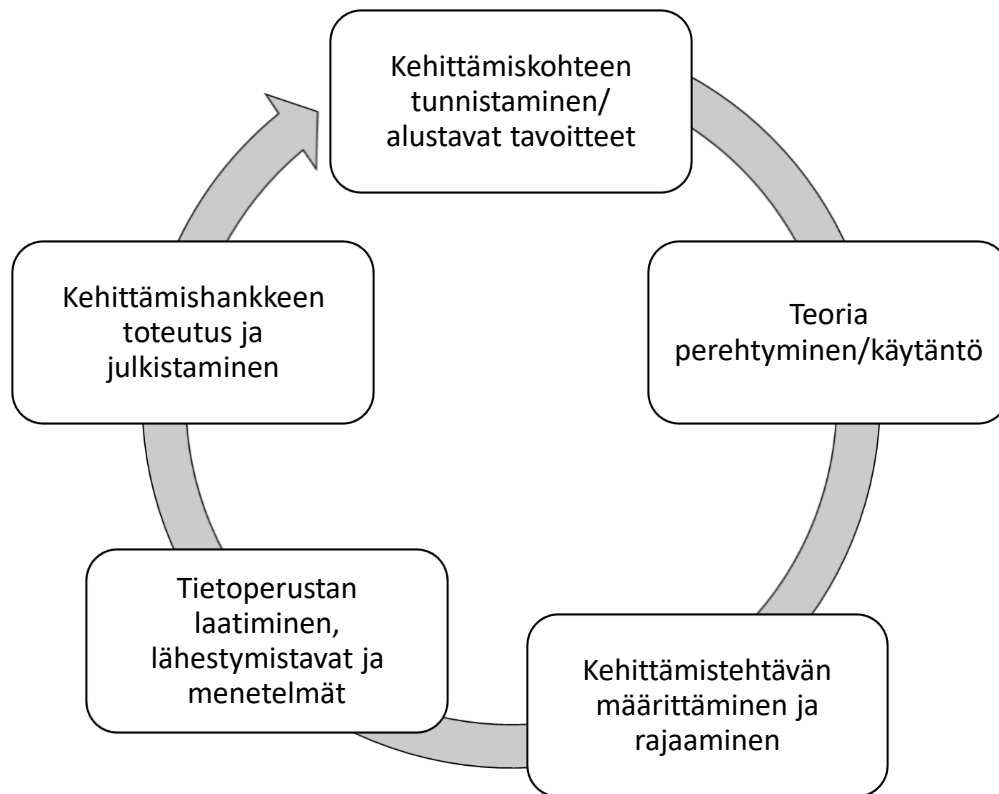 Kehittämiskohteen
tunnistaminen/
alustavat tavoitteet
Teoria
perehtyminen/käytäntö
Kehittämistehtävän
määrittäminen ja
rajaaminen
Tietoperustan
laatiminen,
lähestymistavat ja
menetelmät
Kehittämishankkeen
toteutus ja
julkistaminen